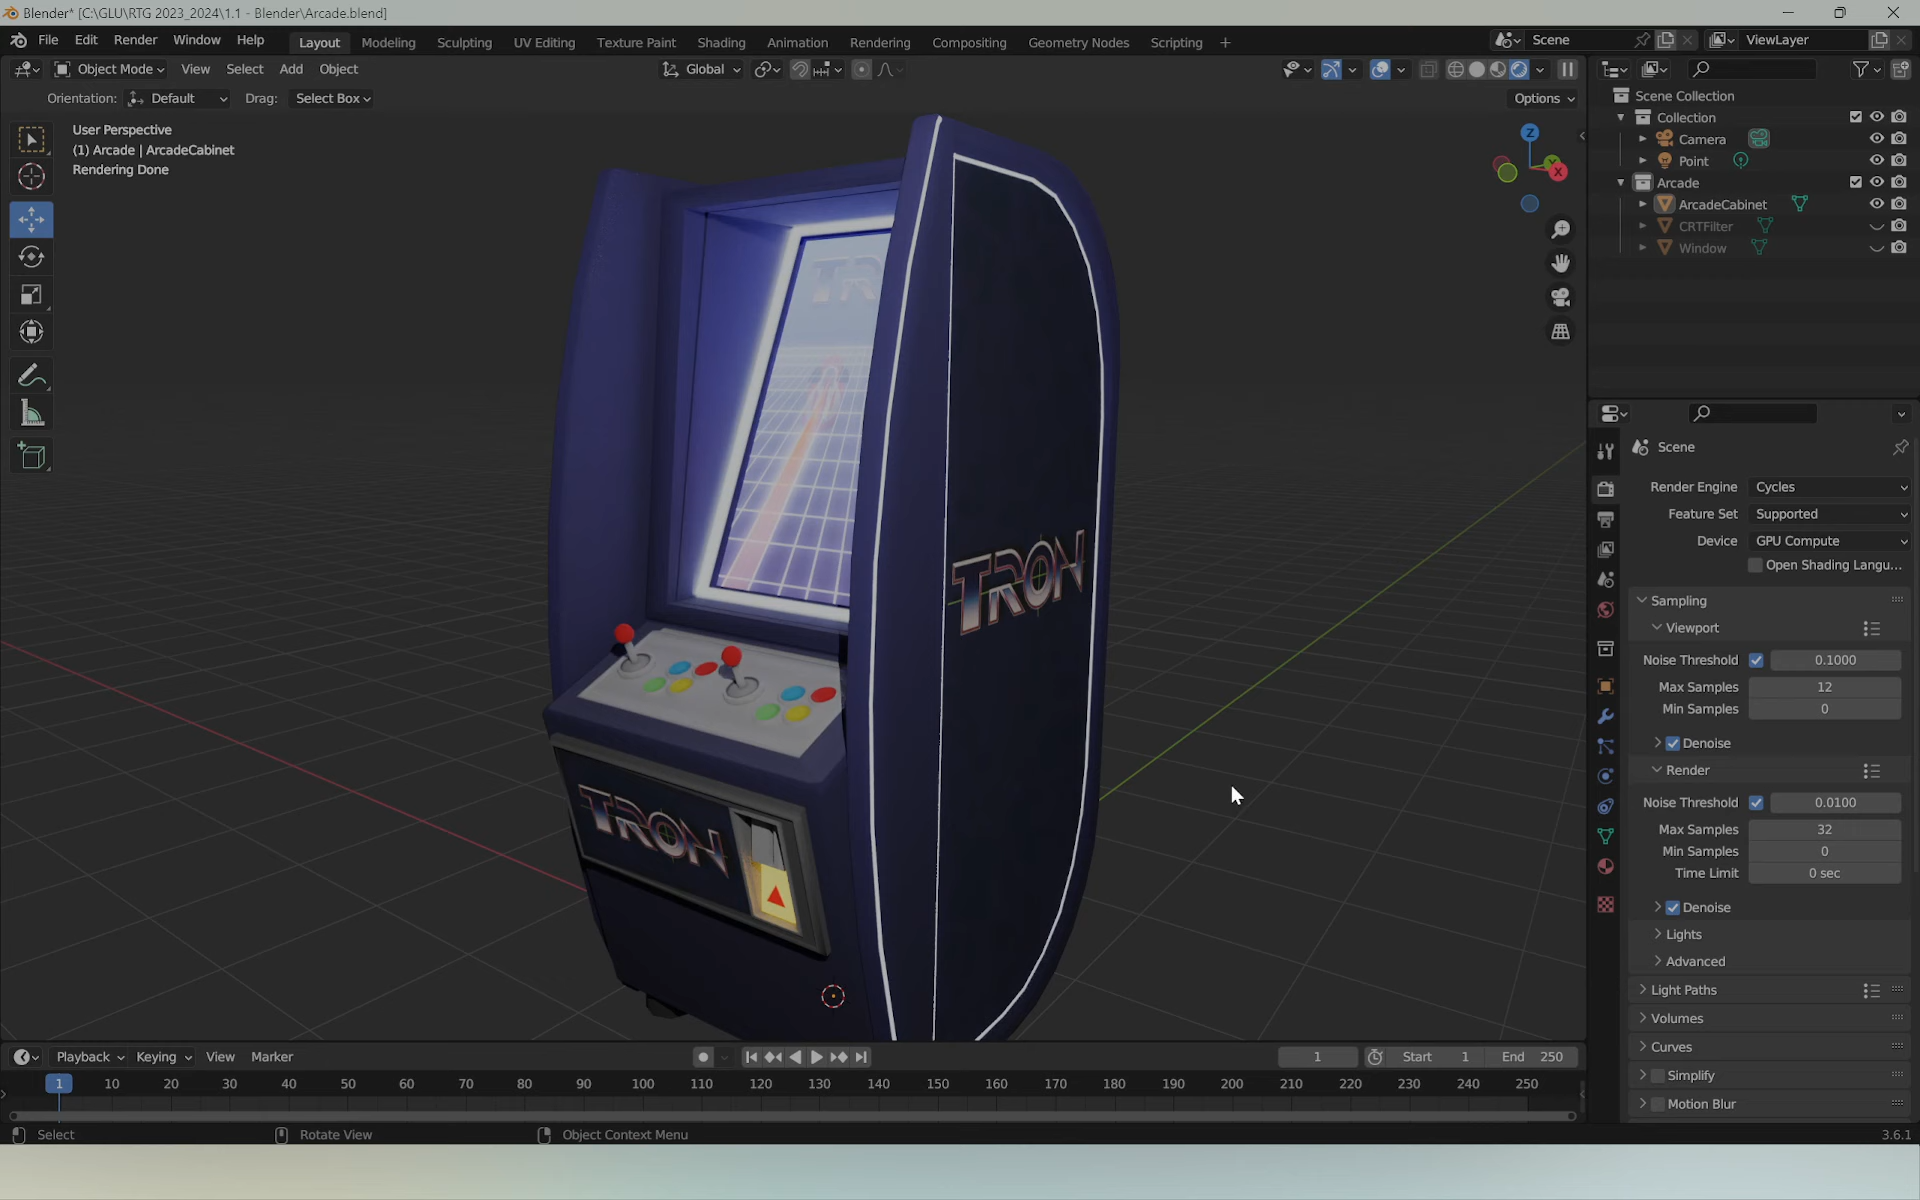 Blender* [C:\GLU\RTG 2023_2024\1.1 - Blender\Arcade.blend]
File Edit Render Window Help Layout Modeling Sculpting UV Editing Texture Paint Shading Animation Rendering Compositing Geometry Nodes Scripting + Scene ViewLayer
Object Mode View Select Add Object Global
Orientation: Default Drag: Select Box Options
User Perspective
(1) Arcade | ArcadeCabinet
Rendering Done
Z
X
TRON
TRON
TRON
Scene Collection
Collection
Camera
Point
Arcade
ArcadeCabinet
CRTFilter
Window
Scene
Render Engine Cycles
Feature Set Supported
Device GPU Compute
Open Shading Langu...
Sampling
Viewport
Noise Threshold 0.1000
Max Samples 12
Min Samples 0
Denoise
Render
Noise Threshold 0.0100
Max Samples 32
Min Samples 0
Time Limit 0 sec
Denoise
Lights
Advanced
Light Paths
Volumes
Curves
Simplify
Motion Blur
Playback Keying View Marker 1 Start 1 End 250
1 10 20 30 40 50 60 70 80 90 100 110 120 130 140 150 160 170 180 190 200 210 220 230 240 250
Select Rotate View Object Context Menu 3.6.1